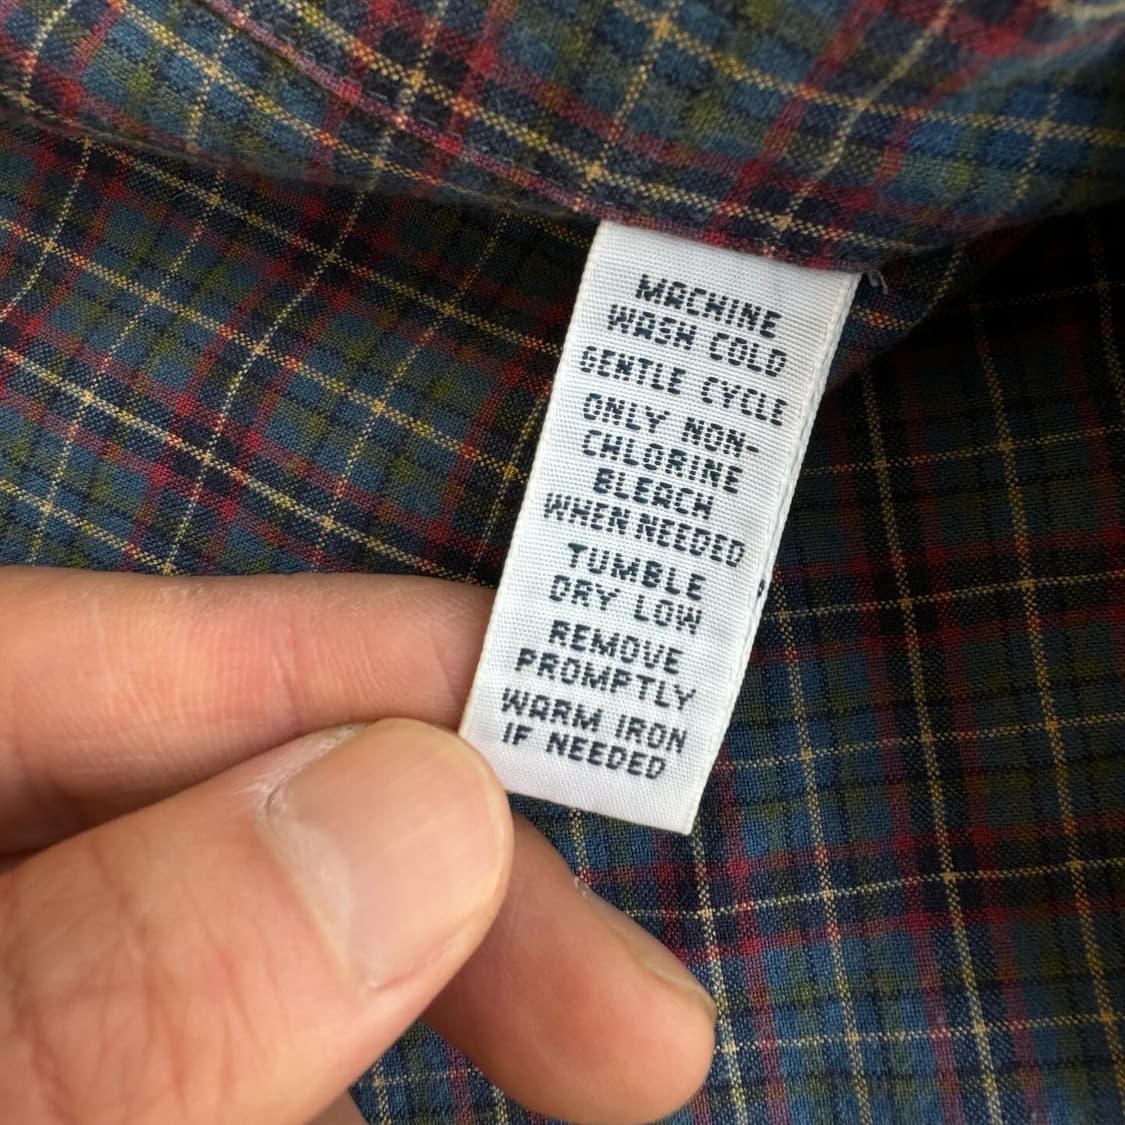 MACHINE
WASH COLD
GENTLE CYCLE
ONLY NON-
CHLORINE
BLEACH
WHEN NEEDED
TUMBLE
DRY LOW
REMOVE
PROMPTLY
WARM IRON
IF NEEDED